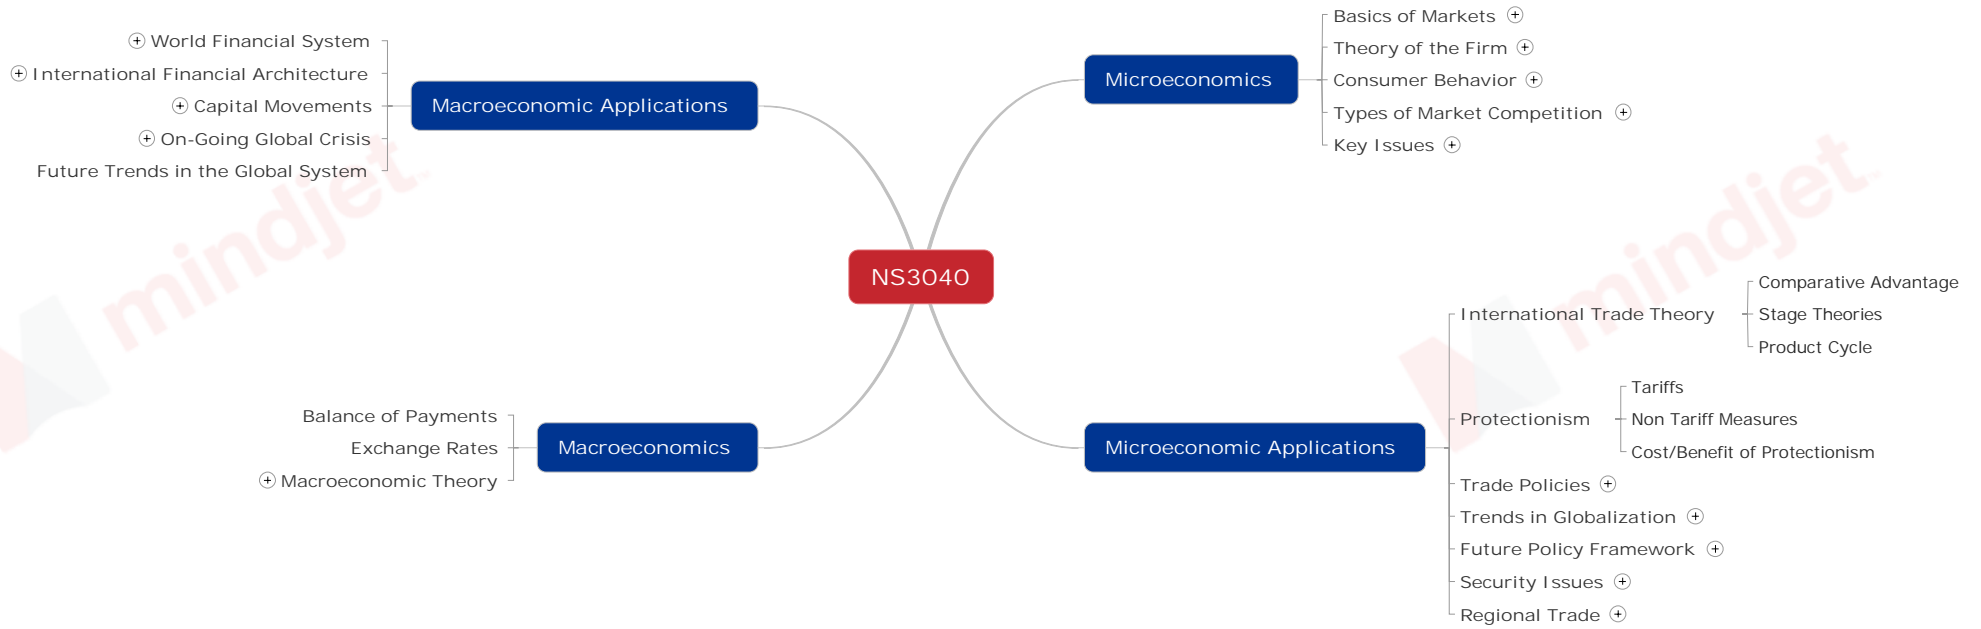 NS3040
Microeconomics
Basics of Markets
Theory of the Firm
Consumer Behavior
Types of Market Competition
Key Issues
Microeconomic Applications
International Trade Theory
Comparative Advantage
Stage Theories
Product Cycle
Protectionism
Tariffs
Non Tariff Measures
Cost/Benefit of Protectionism
Trade Policies
Trends in Globalization
Future Policy Framework
Security Issues
Regional Trade
Macroeconomics
Balance of Payments
Exchange Rates
Macroeconomic Theory
Macroeconomic Applications
World Financial System
International Financial Architecture
Capital Movements
On-Going Global Crisis
Future Trends in the Global System
mindjet
mindjet